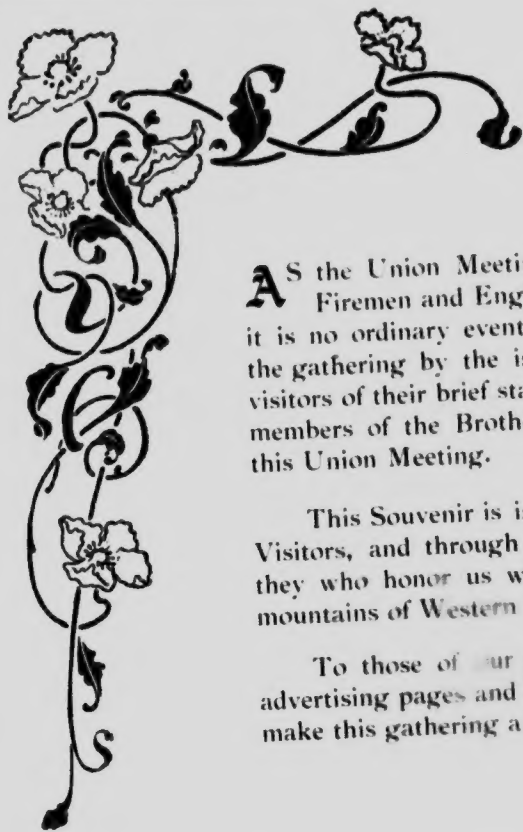 AS the Union Meeti
Firemen and Eng
it is no ordinary event
the gathering by the i
visitors of their brief sta
members of the Broth
this Union Meeting.
This Souvenir is i
Visitors, and through
they who honor us w
mountains of Western
To those of ur
advertising pages and
make this gathering a